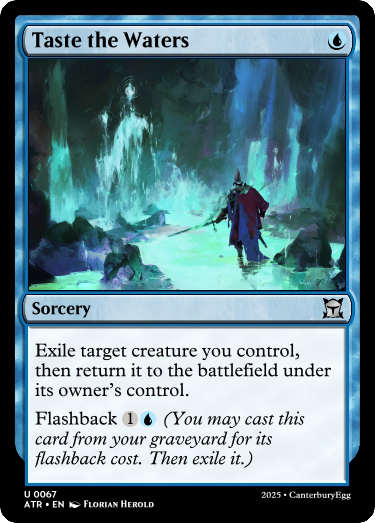 Taste the Waters
Sorcery
Exile target creature you control,
then return it to the battlefield under
its owner's control.
Flashback 1 (You may cast this
card from your graveyard for its
flashback cost. Then exile it.)
U 0067
ATR • EN Florian Herold
2025 • CanterburyEgg